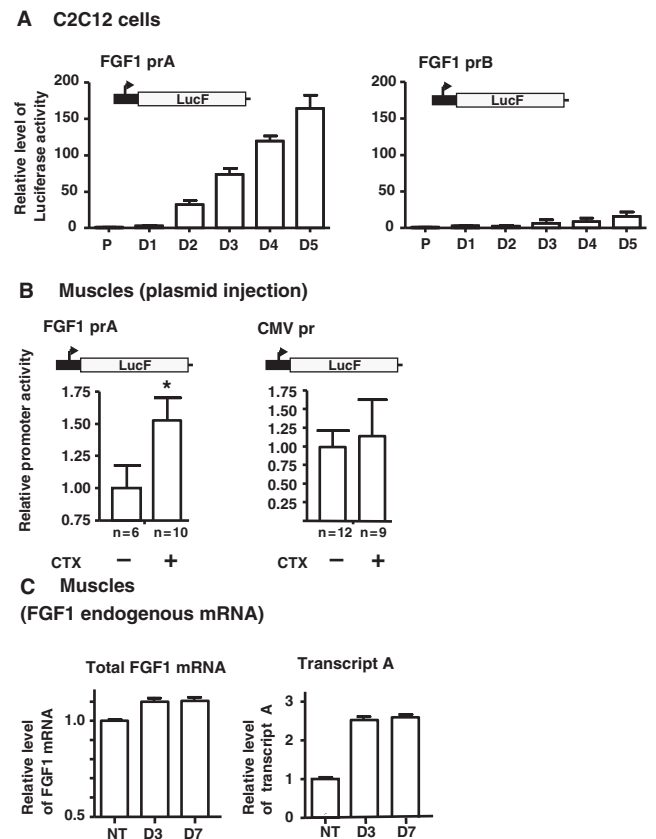 A C2C12 cells
FGF1 prA
FGF1 prB
Relative level of
Luciferase activity
200
150
100
50
0
LucF
P D1 D2 D3 D4 D5
200
150
100
50
0
LucF
P D1 D2 D3 D4 D5
B Muscles (plasmid injection)
FGF1 prA
CMV pr
LucF
LucF
Relative promoter activity
1.75
1.50
1.25
1.00
0.75
*
n=6 n=10
CTX – +
1.75
1.50
1.25
1.00
0.75
0.50
0.25
n=12 n=9
CTX – +
C Muscles
(FGF1 endogenous mRNA)
Total FGF1 mRNA
Transcript A
Relative level
of FGF1 mRNA
1.0
0.5
NT D3 D7
Relative level
of transcript A
3
2
1
0
NT D3 D7